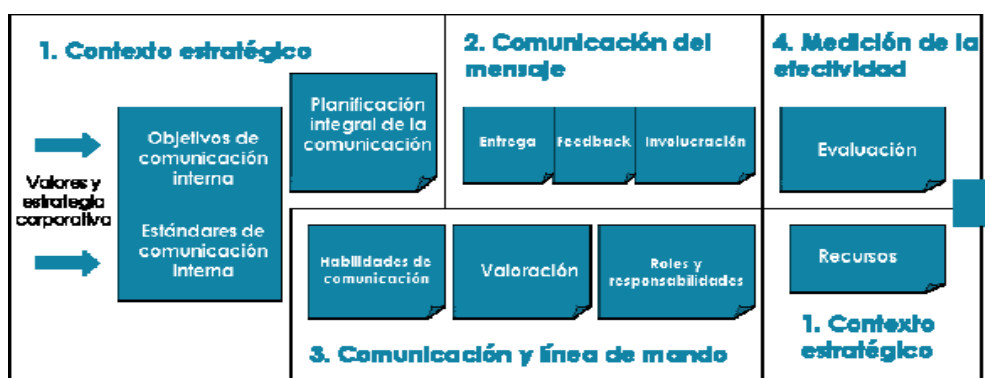 1. Contexto estratégico
Valores y
estrategia
corporativa
Objetivos de
comunicación
interna
Estándares de
comunicación
Interna
Planificación
integral de la
comunicación
2. Comunicación del
mensaje
Entrega
Feedback
Involucración
4. Medición de la
efectividad
Evaluación
Habilidades de
comunicación
Valoración
Roles y
responsabilidades
3. Comunicación y línea de mando
Recursos
1. Contexto
estratégico